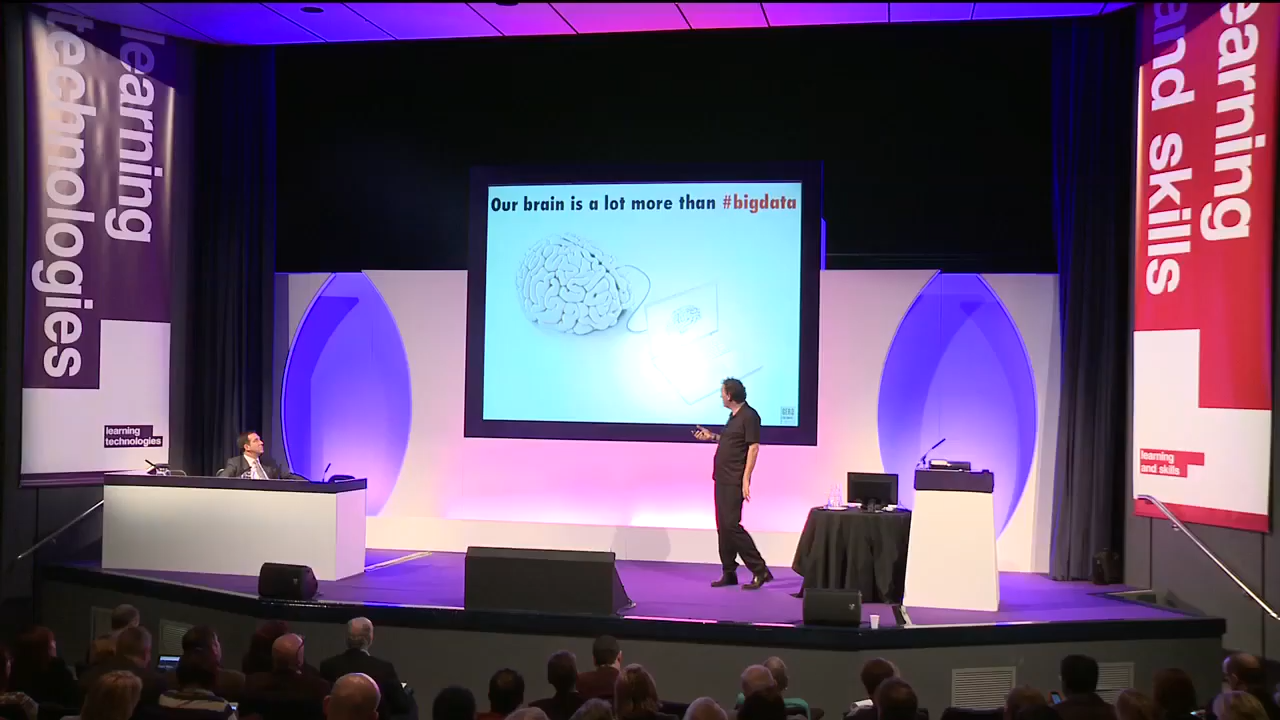 learning
technologies
learning
technologies
Our brain is a lot more than #bigdata
learning
and skills
learning
and skills